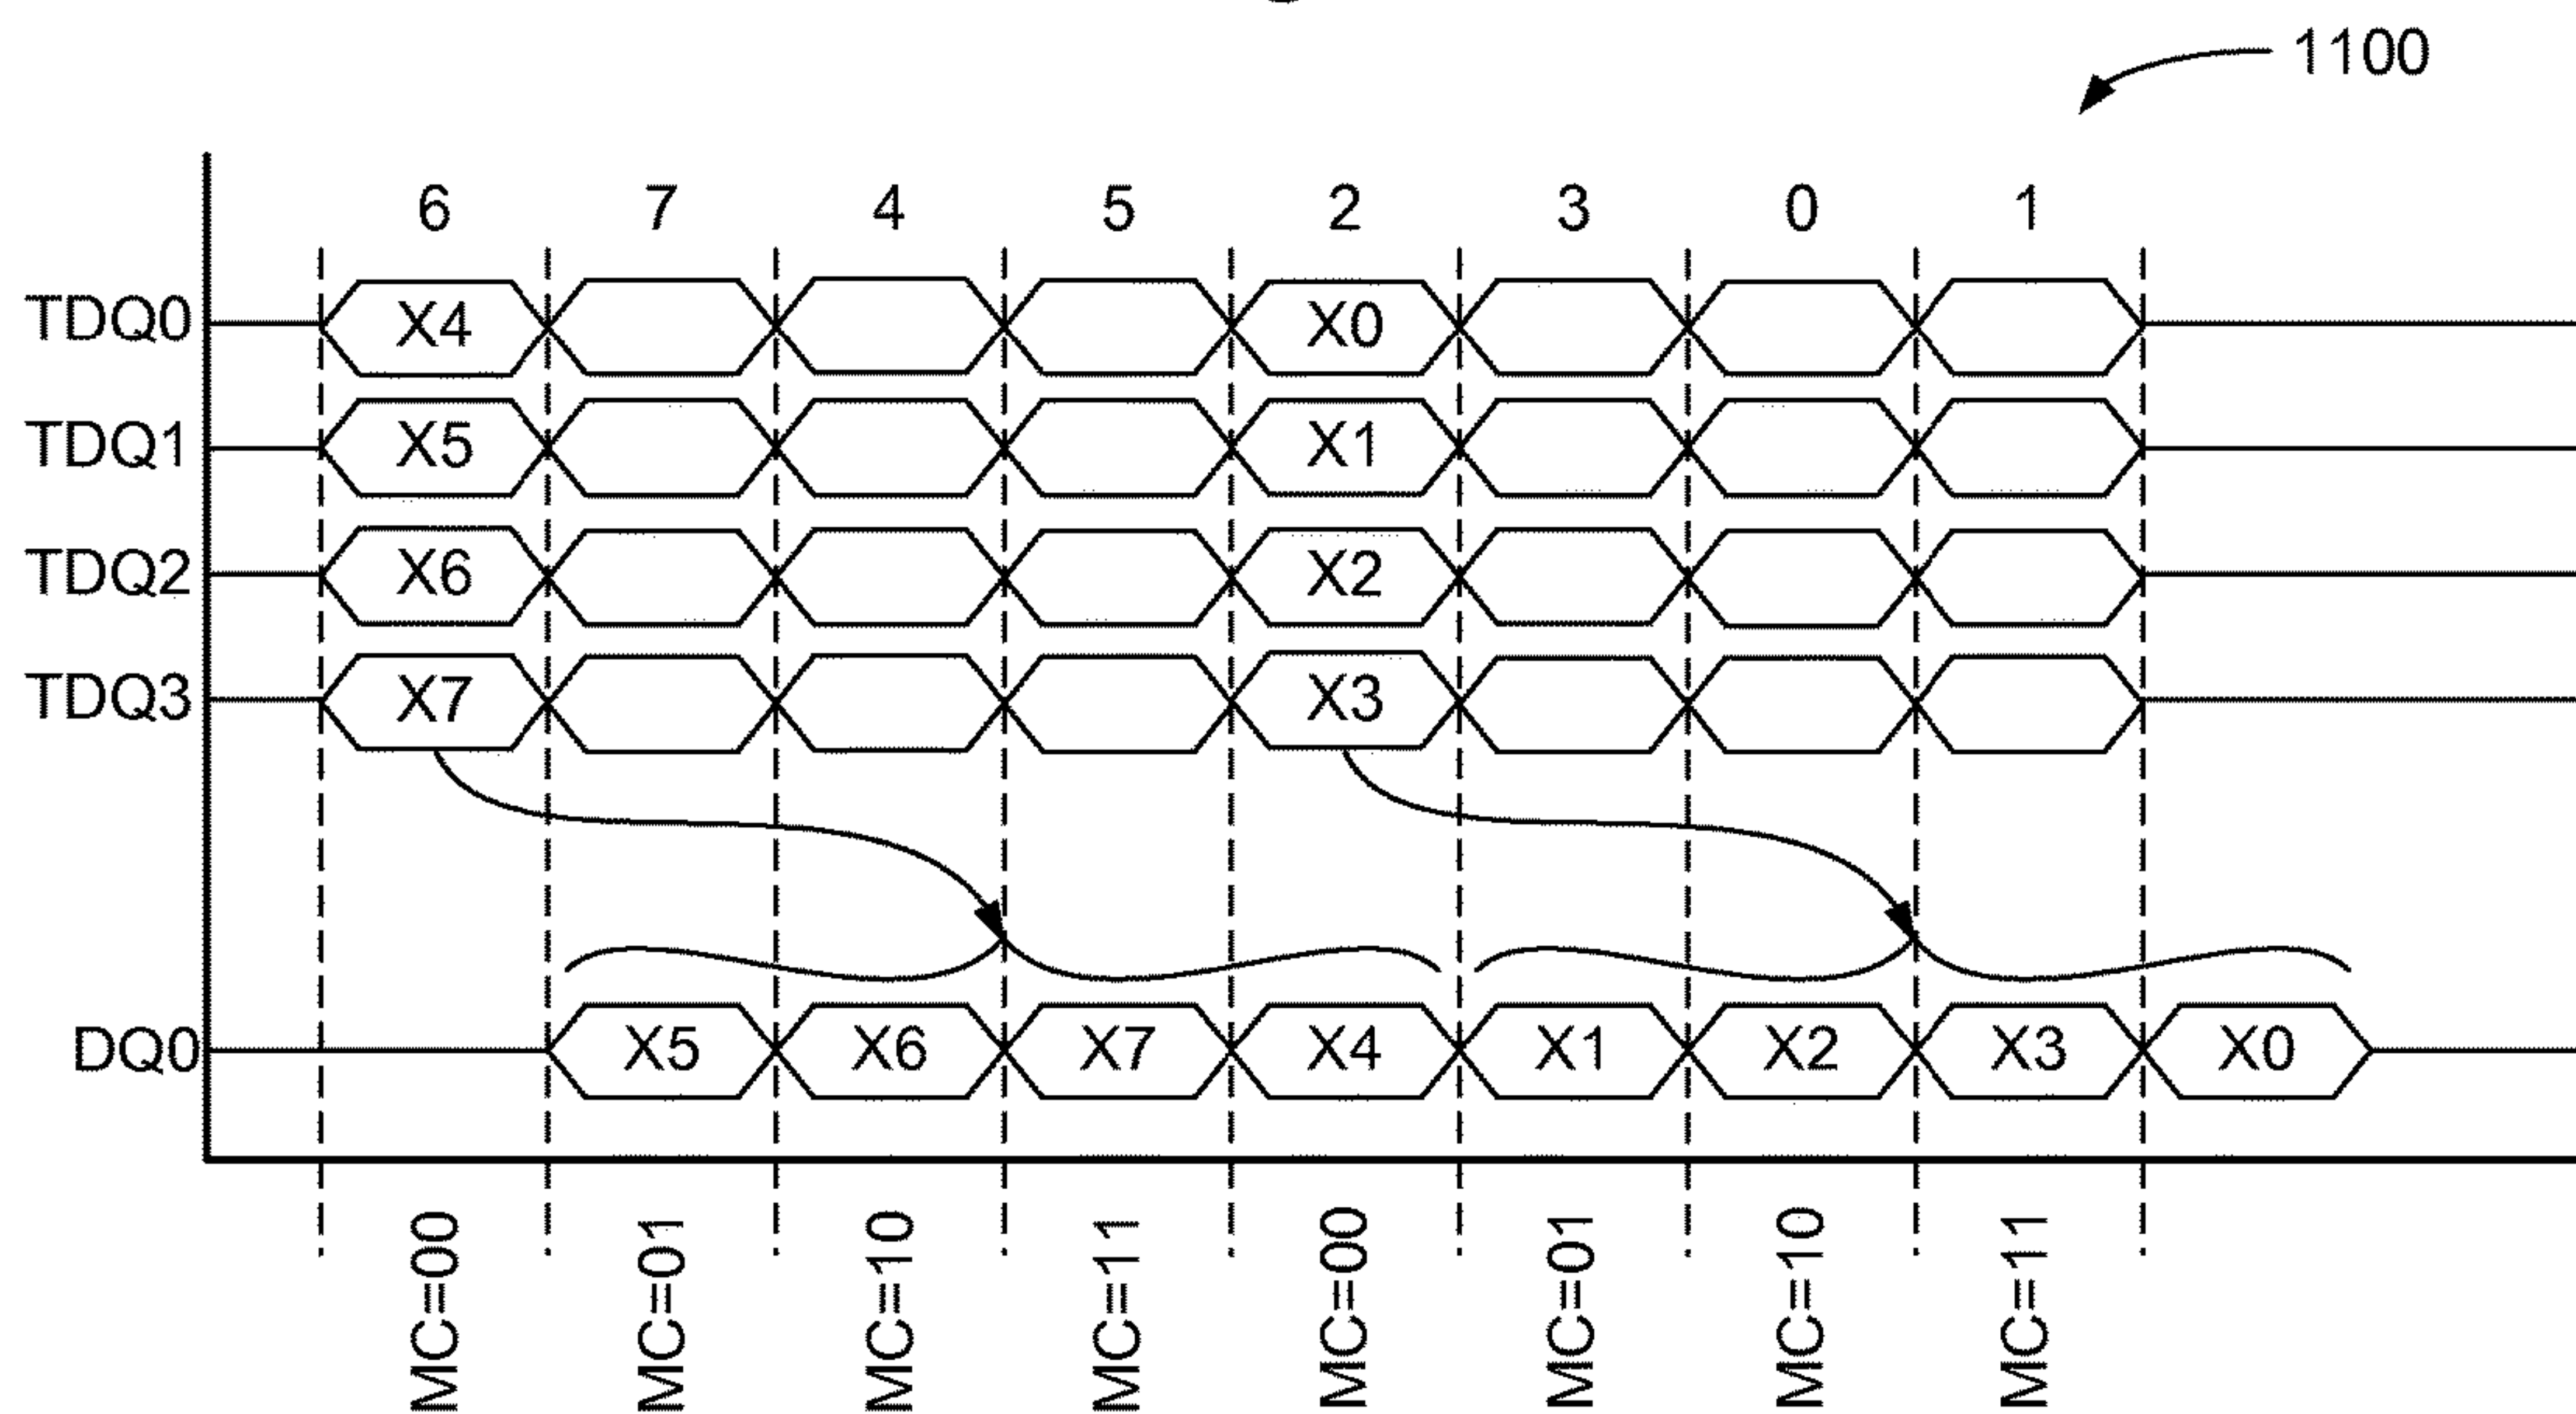 1100
6 7 4 5 2 3 0 1
TDQ0 X4 X0
TDQ1 X5 X1
TDQ2 X6 X2
TDQ3 X7 X3
DQ0 X5 X6 X7 X4 X1 X2 X3 X0
MC=00 MC=01 MC=10 MC=11 MC=00 MC=01 MC=10 MC=11